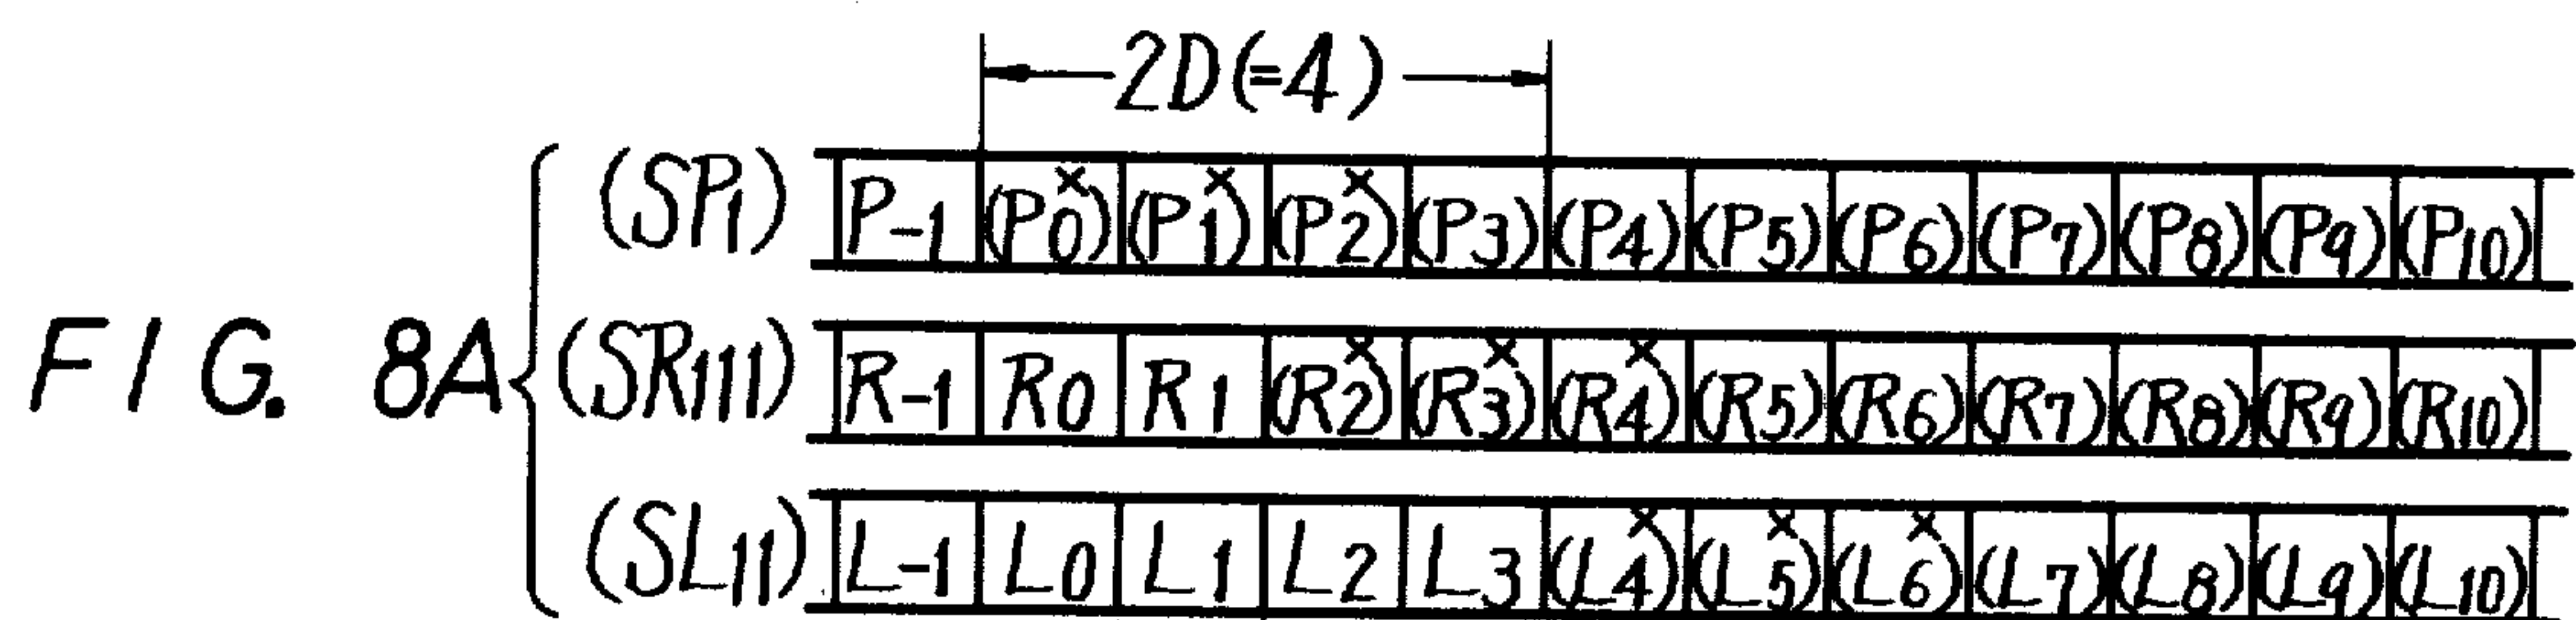 2D(=4)
(SP1) P-1 (P0) (P1) (P2) (P3) (P4) (P5) (P6) (P7) (P8) (P9) (P10)
× × ×
FIG. 8A (SR111) R-1 R0 R1 (R2) (R3) (R4) (R5) (R6) (R7) (R8) (R9) (R10)
× × ×
(SL11) L-1 L0 L1 L2 L3 (L4) (L5) (L6) (L7) (L8) (L9) (L10)
× × ×